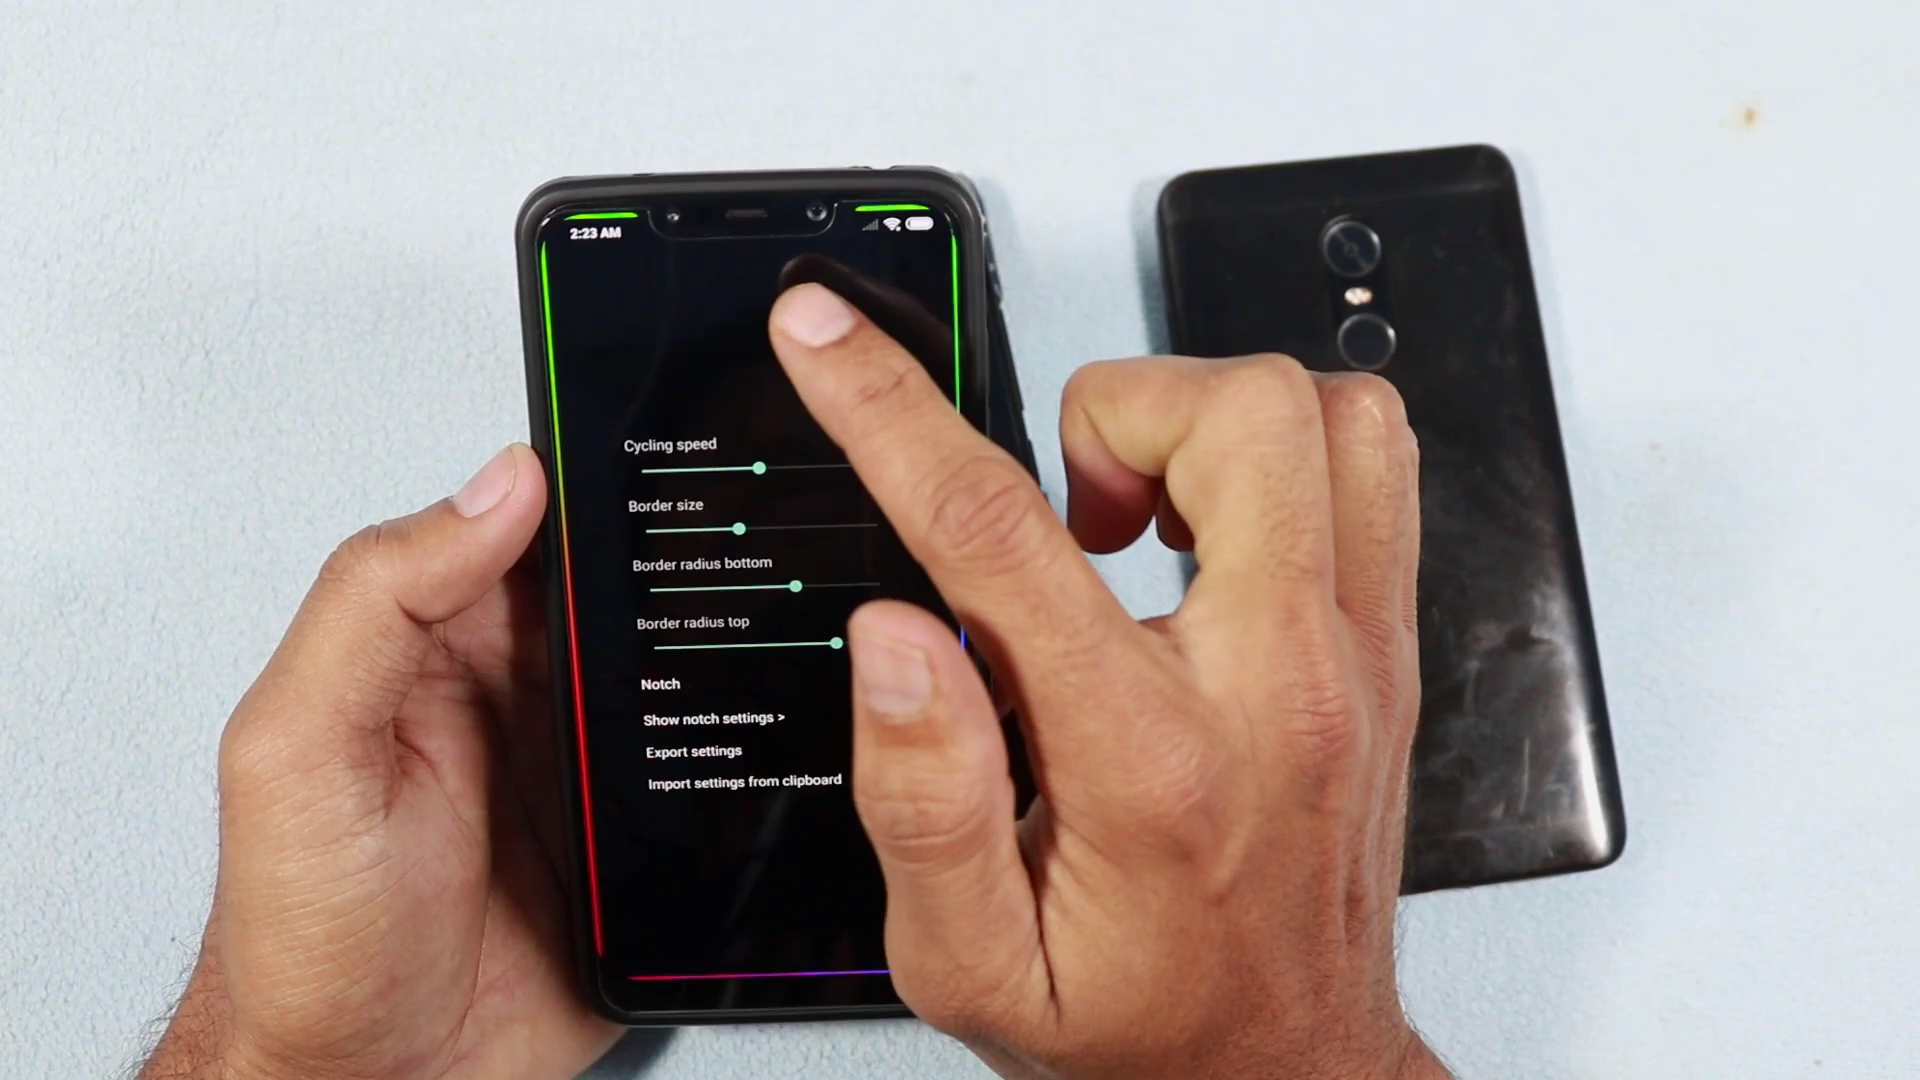 2:23 AM
Cycling speed
Border size
Border radius bottom
Border radius top
Notch
Show notch settings >
Export settings
Import settings from clipboard